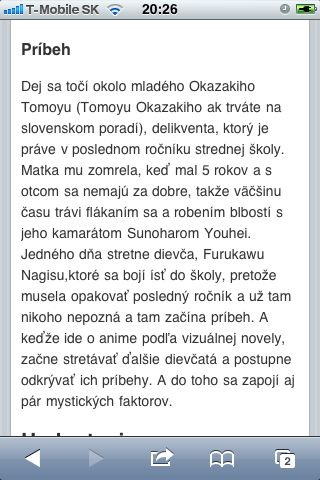 T-Mobile SK 20:26
Príbeh
Dej sa točí okolo mladého Okazakiho
Tomoyu (Tomoyu Okazakiho ak trváte na
slovenskom poradí), delikventa, ktorý je
práve v poslednom ročníku strednej školy.
Matka mu zomrela, keď mal 5 rokov a s
otcom sa nemajú za dobre, takže väčšinu
času trávi flákaním sa a robením blbostí s
jeho kamarátom Sunoharom Youhei.
Jedného dňa stretne dievča, Furukawu
Nagisu,ktoré sa bojí ísť do školy, pretože
musela opakovať posledný ročník a už tam
nikoho nepozná a tam začína príbeh. A
keďže ide o anime podľa vizuálnej novely,
začne stretávať ďalšie dievčatá a postupne
odkrývať ich príbehy. A do toho sa zapojí aj
pár mystických faktorov.
2